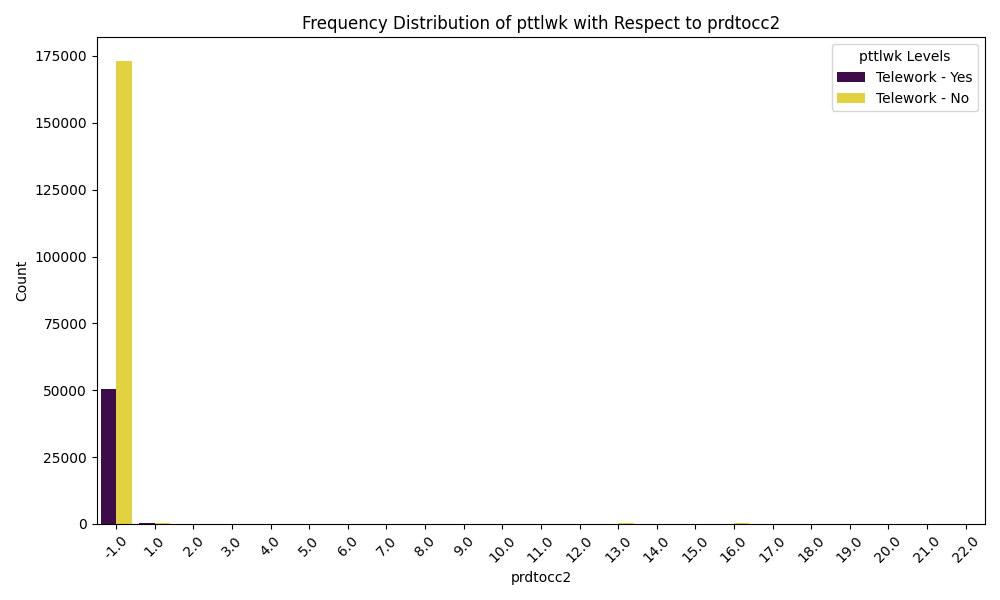 Frequency Distribution of pttlwk with Respect to prdtocc2
pttlwk Levels
Telework - Yes
Telework - No
175000
150000
125000
100000
75000
50000
25000
0
Count
-1.0 1.0 2.0 3.0 4.0 5.0 6.0 7.0 8.0 9.0 10.0 11.0 12.0 13.0 14.0 15.0 16.0 17.0 18.0 19.0 20.0 21.0 22.0
prdtocc2